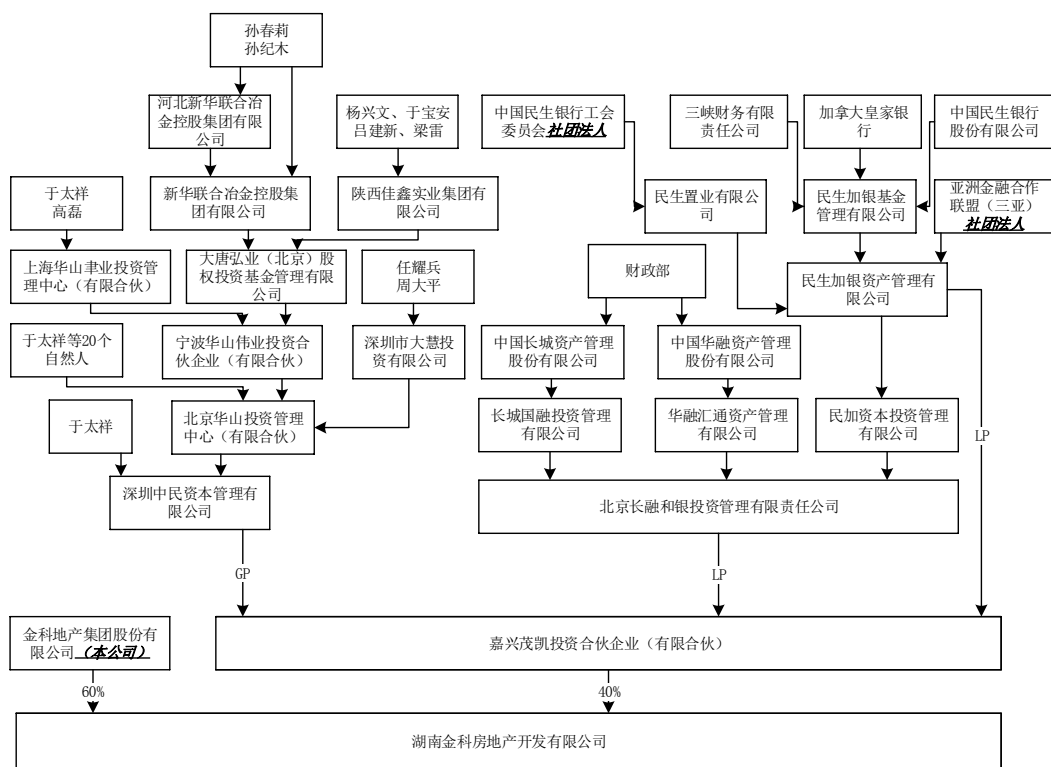 孙春莉
孙纪木
河北新华联合冶
金控股集团有限
公司
杨兴文、于宝安
吕建新、梁雷
中国民生银行工会
委员会社团法人
三峡财务有限
责任公司
加拿大皇家银
行
中国民生银行
股份有限公司
于太祥
高磊
新华联合冶金控股集
团有限公司
陕西佳鑫实业集团有
限公司
民生置业有限公
司
民生加银基金
管理有限公司
亚洲金融合作
联盟（三亚）
社团法人
上海华山聿业投资管
理中心（有限合伙）
大唐弘业（北京）股
权投资基金管理有限
公司
任耀兵
周大平
财政部
民生加银资产管理有
限公司
于太祥等20个
自然人
宁波华山伟业投资合
伙企业（有限合伙）
深圳市大慧投
资有限公司
中国长城资产管理
股份有限公司
中国华融资产管理
股份有限公司
于太祥
北京华山投资管理
中心（有限合伙）
长城国融投资管理
有限公司
华融汇通资产管理
有限公司
民加资本投资管理
有限公司
LP
深圳中民资本管理有
限公司
北京长融和银投资管理有限责任公司
GP
LP
金科地产集团股份有
限公司（本公司）
嘉兴茂凯投资合伙企业（有限合伙）
60%
40%
湖南金科房地产开发有限公司